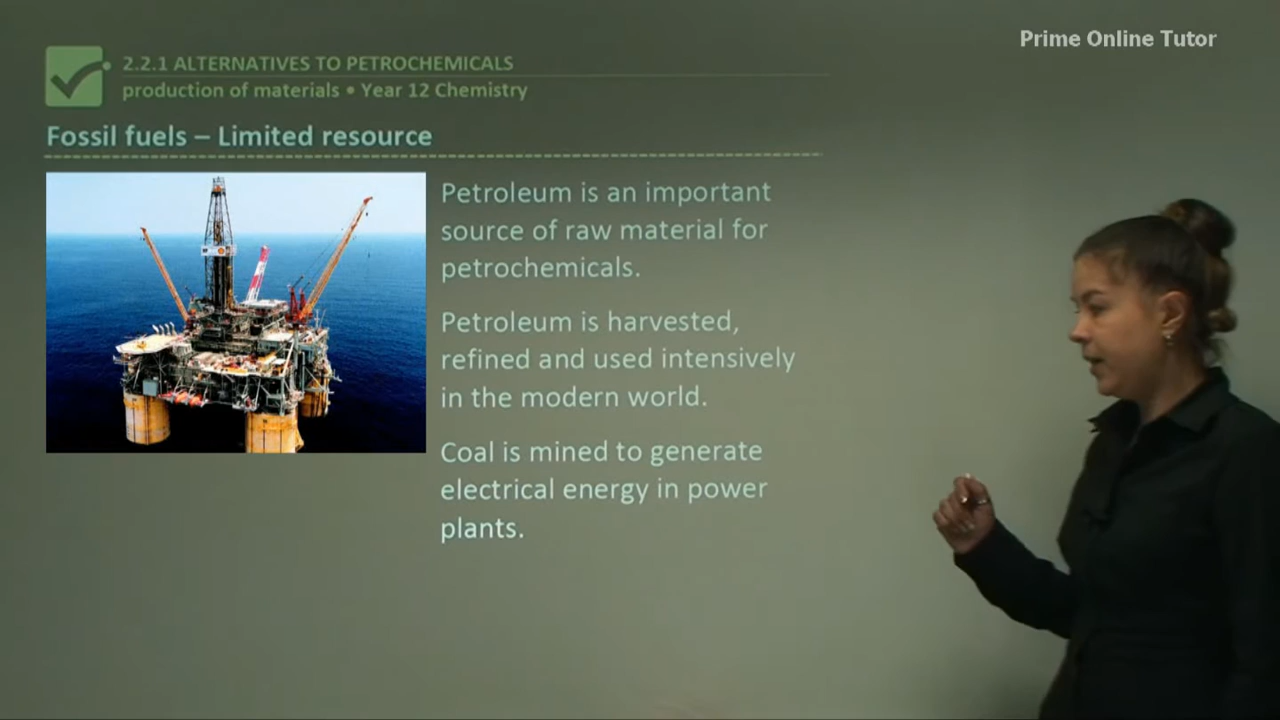 Prime Online Tutor
2.2.1 ALTERNATIVES TO PETROCHEMICALS
production of materials • Year 12 Chemistry
Fossil fuels – Limited resource
Petroleum is an important
source of raw material for
petrochemicals.
Petroleum is harvested,
refined and used intensively
in the modern world.
Coal is mined to generate
electrical energy in power
plants.